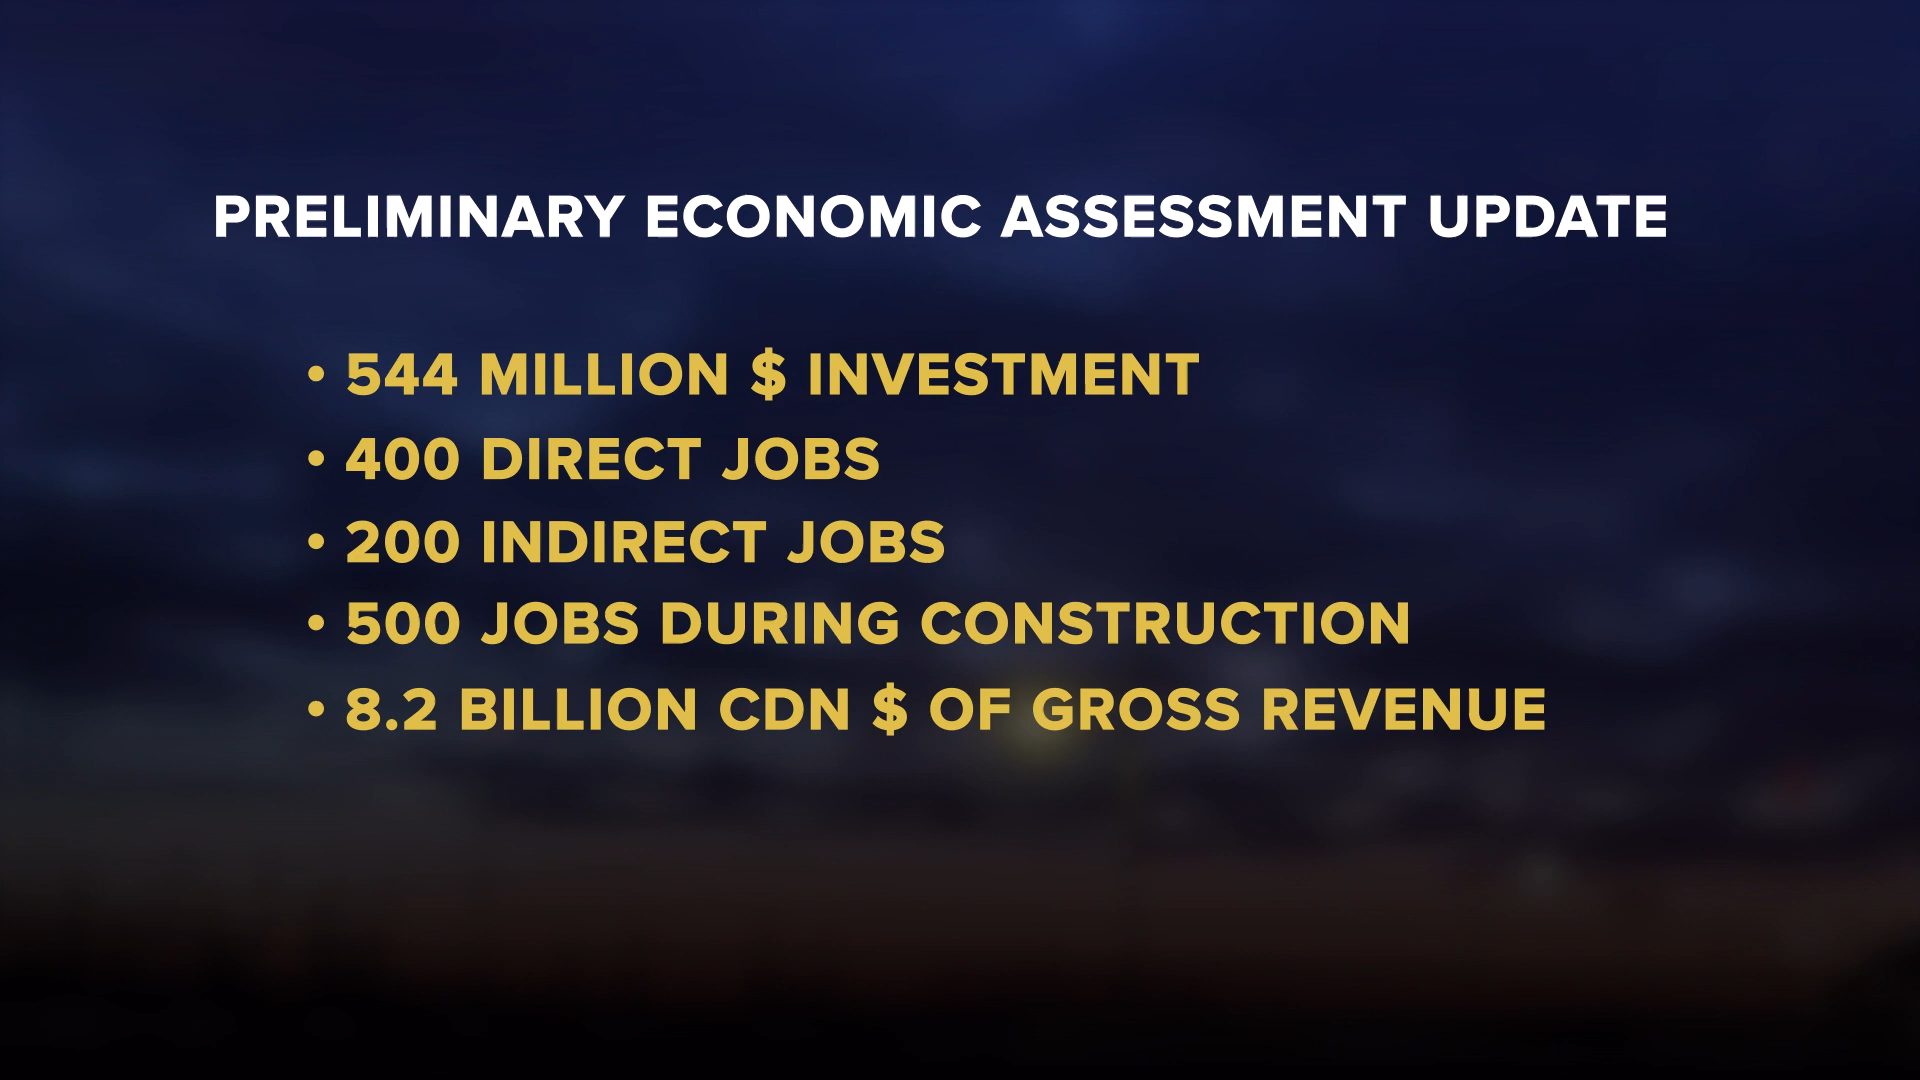 PRELIMINARY ECONOMIC ASSESSMENT UPDATE
• 544 MILLION $ INVESTMENT
• 400 DIRECT JOBS
• 200 INDIRECT JOBS
• 500 JOBS DURING CONSTRUCTION
• 8.2 BILLION CDN $ OF GROSS REVENUE